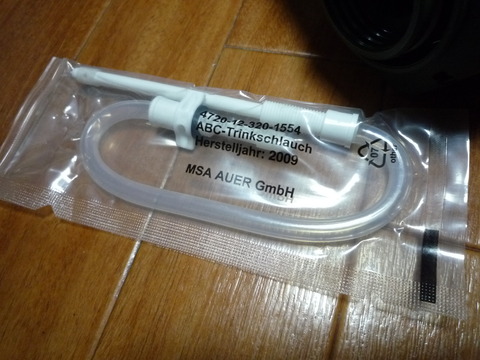 4720-12-320-1554
ABC-Trinkschlauch
Herstelljahr: 2009
MSA AUER GmbH